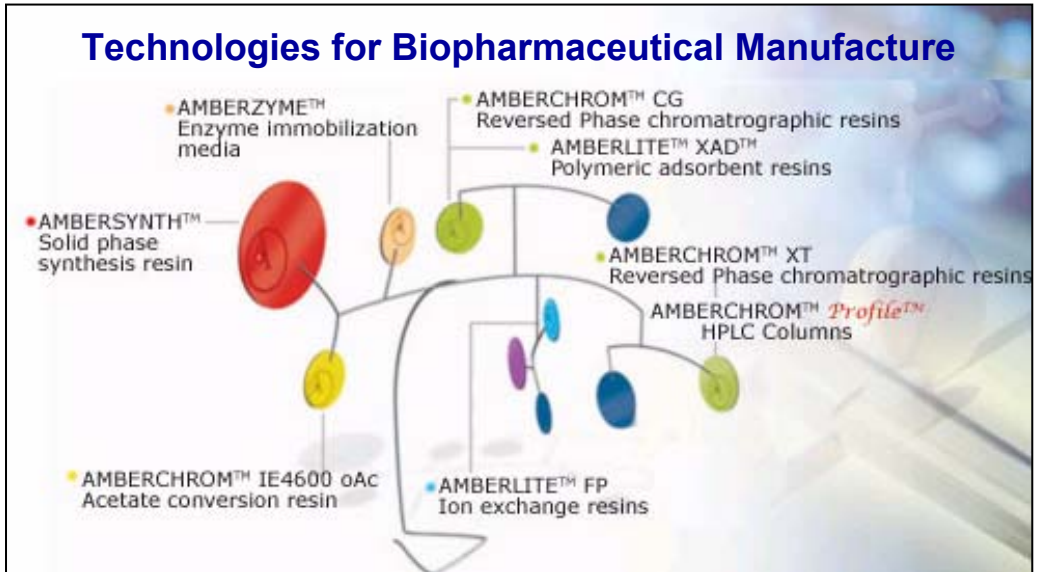 Technologies for Biopharmaceutical Manufacture
AMBERZYME™
Enzyme immobilization
media
AMBERCHROM™ CG
Reversed Phase chromatrographic resins
AMBERLITE™ XAD™
Polymeric adsorbent resins
AMBERSYNTH™
Solid phase
synthesis resin
AMBERCHROM™ XT
Reversed Phase chromatrographic resins
AMBERCHROM™ Profile™
HPLC Columns
AMBERCHROM™ IE4600 oAc
Acetate conversion resin
AMBERLITE™ FP
Ion exchange resins